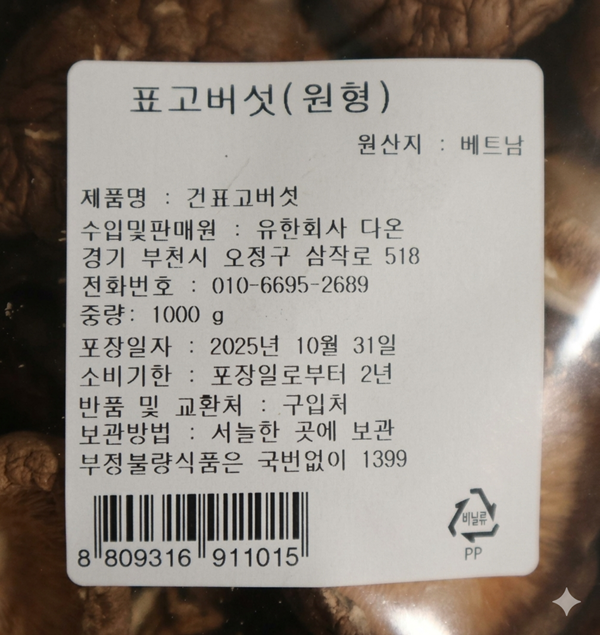 표고버섯(원형)
원산지 : 베트남
제품명 : 건표고버섯
수입및판매원 : 유한회사 다온
경기 부천시 오정구 삼작로 518
전화번호 : 010-6695-2689
중량: 1000 g
포장일자 : 2025년 10월 31일
소비기한 : 포장일로부터 2년
반품 및 교환처 : 구입처
보관방법 : 서늘한 곳에 보관
부정불량식품은 국번없이 1399
8 809316 911015
비닐류
PP